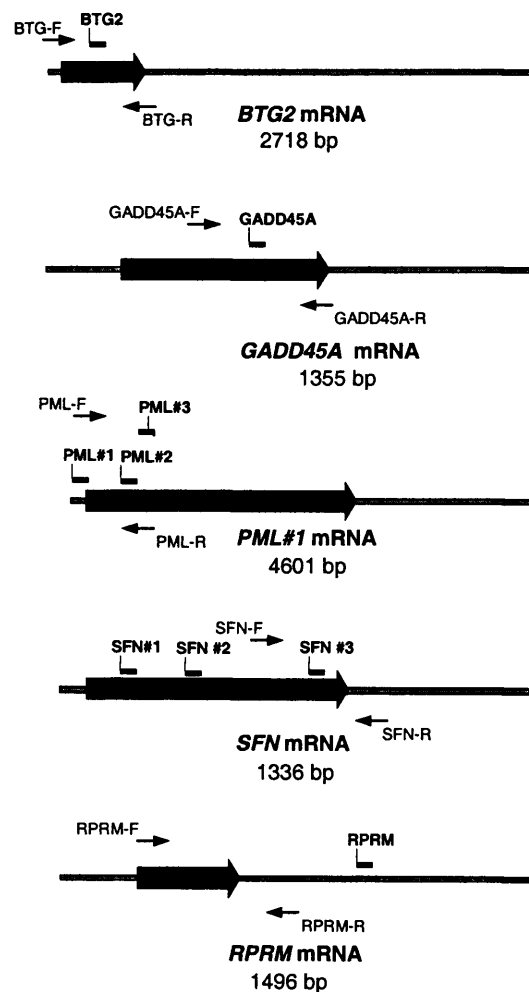 BTG2
BTG-F
BTG-R
BTG2 mRNA
2718 bp
GADD45A-F
GADD45A
GADD45A-R
GADD45A mRNA
1355 bp
PML-F
PML#3
PML#1
PML#2
PML-R
PML#1 mRNA
4601 bp
SFN-F
SFN#1
SFN #2
SFN #3
SFN-R
SFN mRNA
1336 bp
RPRM-F
RPRM
RPRM-R
RPRM mRNA
1496 bp